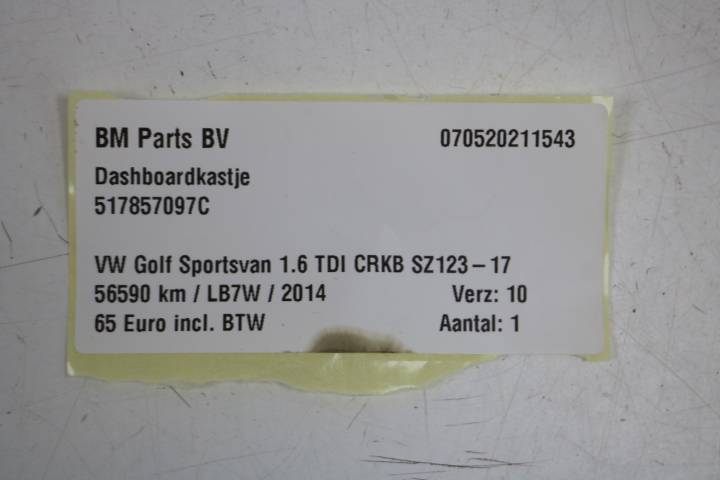 BM Parts BV 070520211543
Dashboardkastje
517857097C
VW Golf Sportsvan 1.6 TDI CRKB SZ123-17
56590 km / LB7W / 2014 Verz: 10
65 Euro incl. BTW Aantal: 1